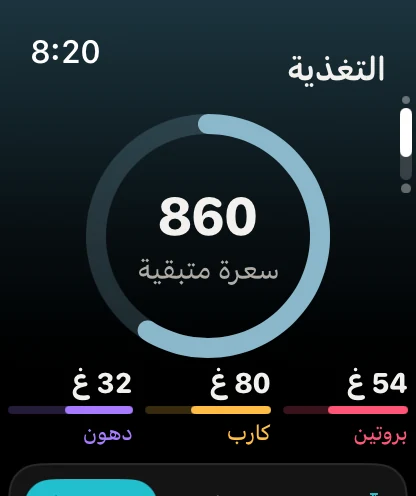 8:20
التغذية
860
سعرة متبقية
54 غ
80 غ
32 غ
بروتين
كارب
دهون